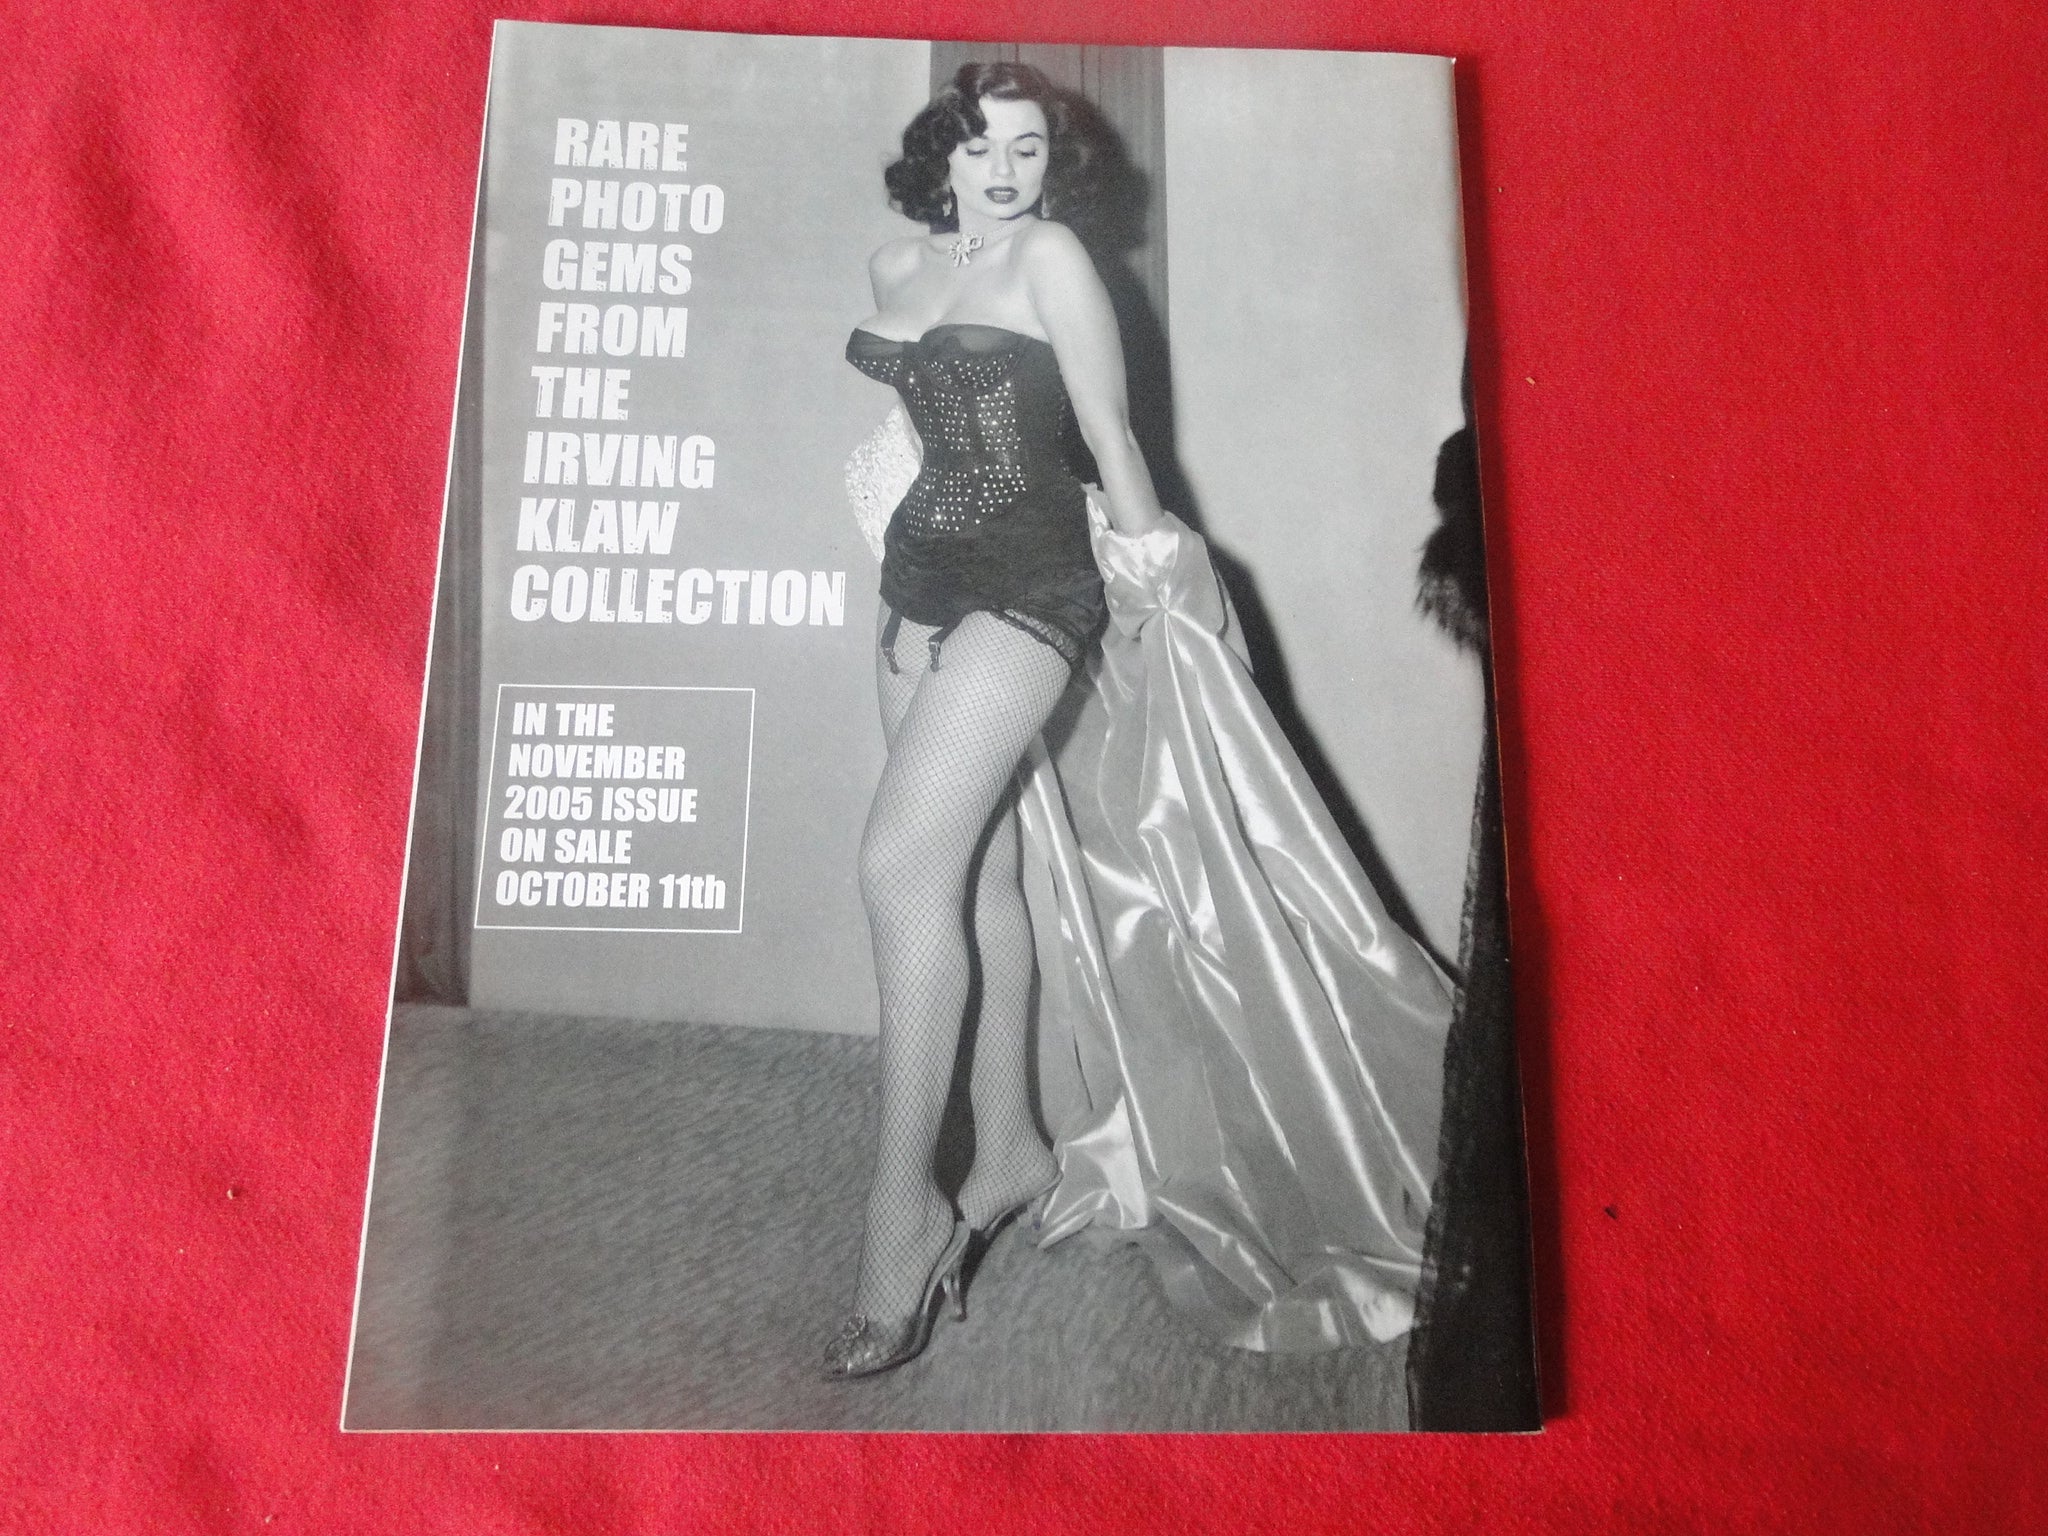 RARE
PHOTO
GEMS
FROM
THE
IRVING
KLAW
COLLECTION
IN THE
NOVEMBER
2005 ISSUE
ON SALE
OCTOBER 11th